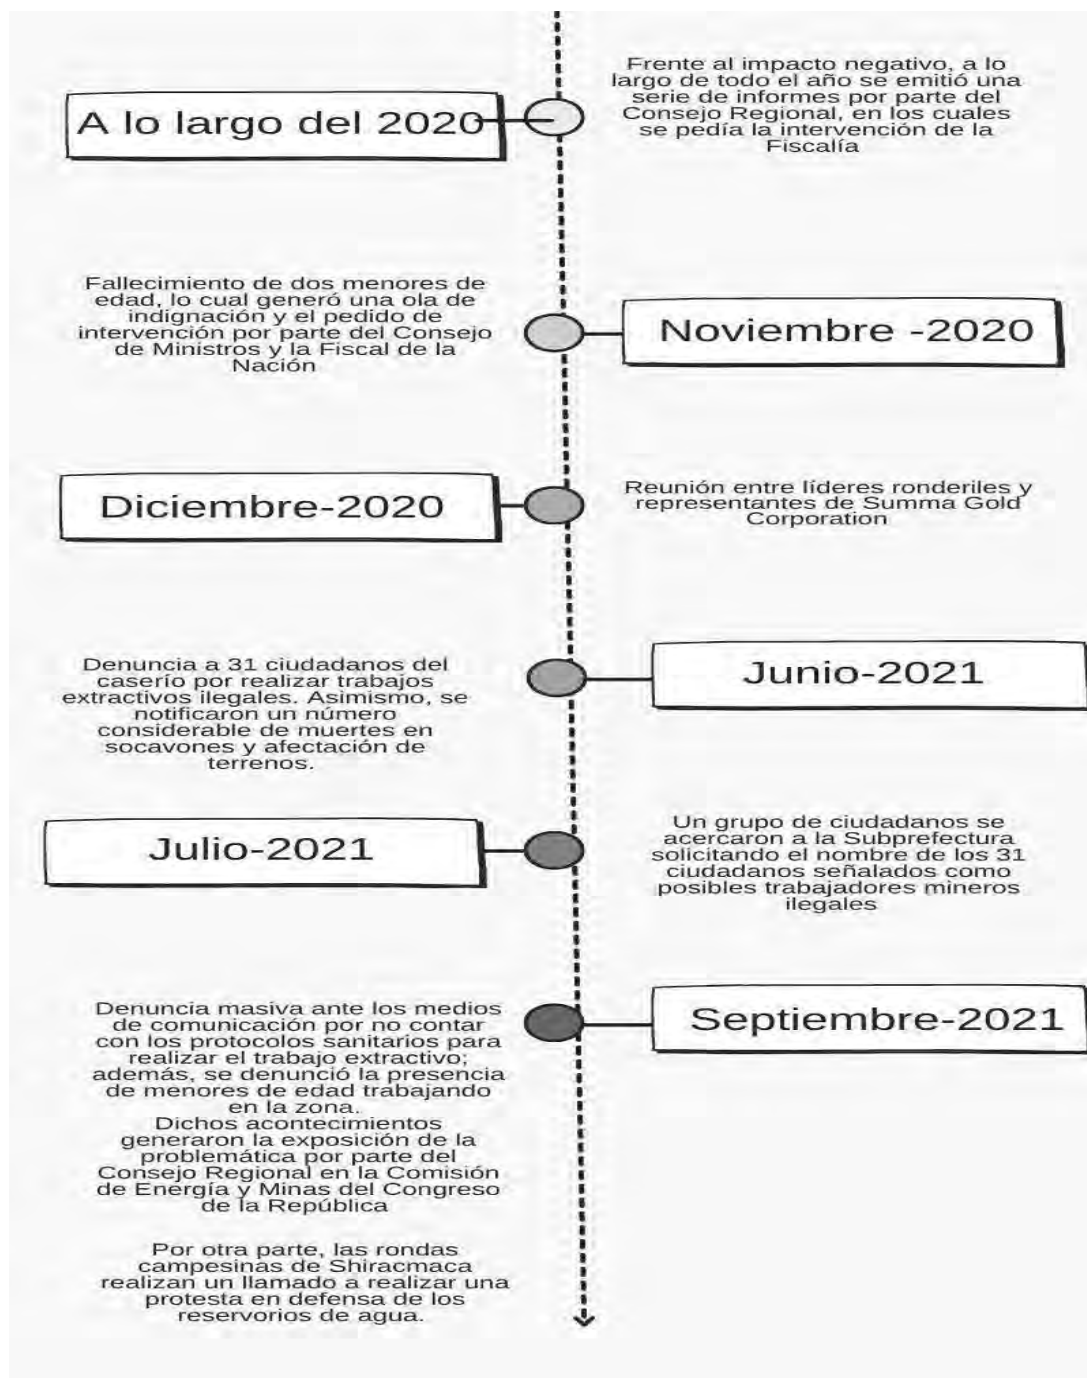 A lo largo del 2020
Frente al impacto negativo, a lo
largo de todo el año se emitió una
serie de informes por parte del
Consejo Regional, en los cuales
se pedía la intervención de la
Fiscalía
Fallecimiento de dos menores de
edad, lo cual generó una ola de
indignación y el pedido de
intervención por parte del Consejo
de Ministros y la Fiscal de la
Nación
Noviembre -2020
Diciembre-2020
Reunión entre líderes ronderiles y
representantes de Summa Gold
Corporation
Denuncia a 31 ciudadanos del
caserío por realizar trabajos
extractivos ilegales. Asimismo, se
notificaron un número
considerable de muertes en
socavones y afectación de
terrenos.
Junio-2021
Julio-2021
Un grupo de ciudadanos se
acercaron a la Subprefectura
solicitando el nombre de los 31
ciudadanos señalados como
posibles trabajadores mineros
ilegales
Denuncia masiva ante los medios
de comunicación por no contar
con los protocolos sanitarios para
realizar el trabajo extractivo;
además, se denunció la presencia
de menores de edad trabajando
en la zona.
Dichos acontecimientos
generaron la exposición de la
problemática por parte del
Consejo Regional en la Comisión
de Energía y Minas del Congreso
de la República
Por otra parte, las rondas
campesinas de Shiracmaca
realizan un llamado a realizar una
protesta en defensa de los
reservorios de agua.
Septiembre-2021